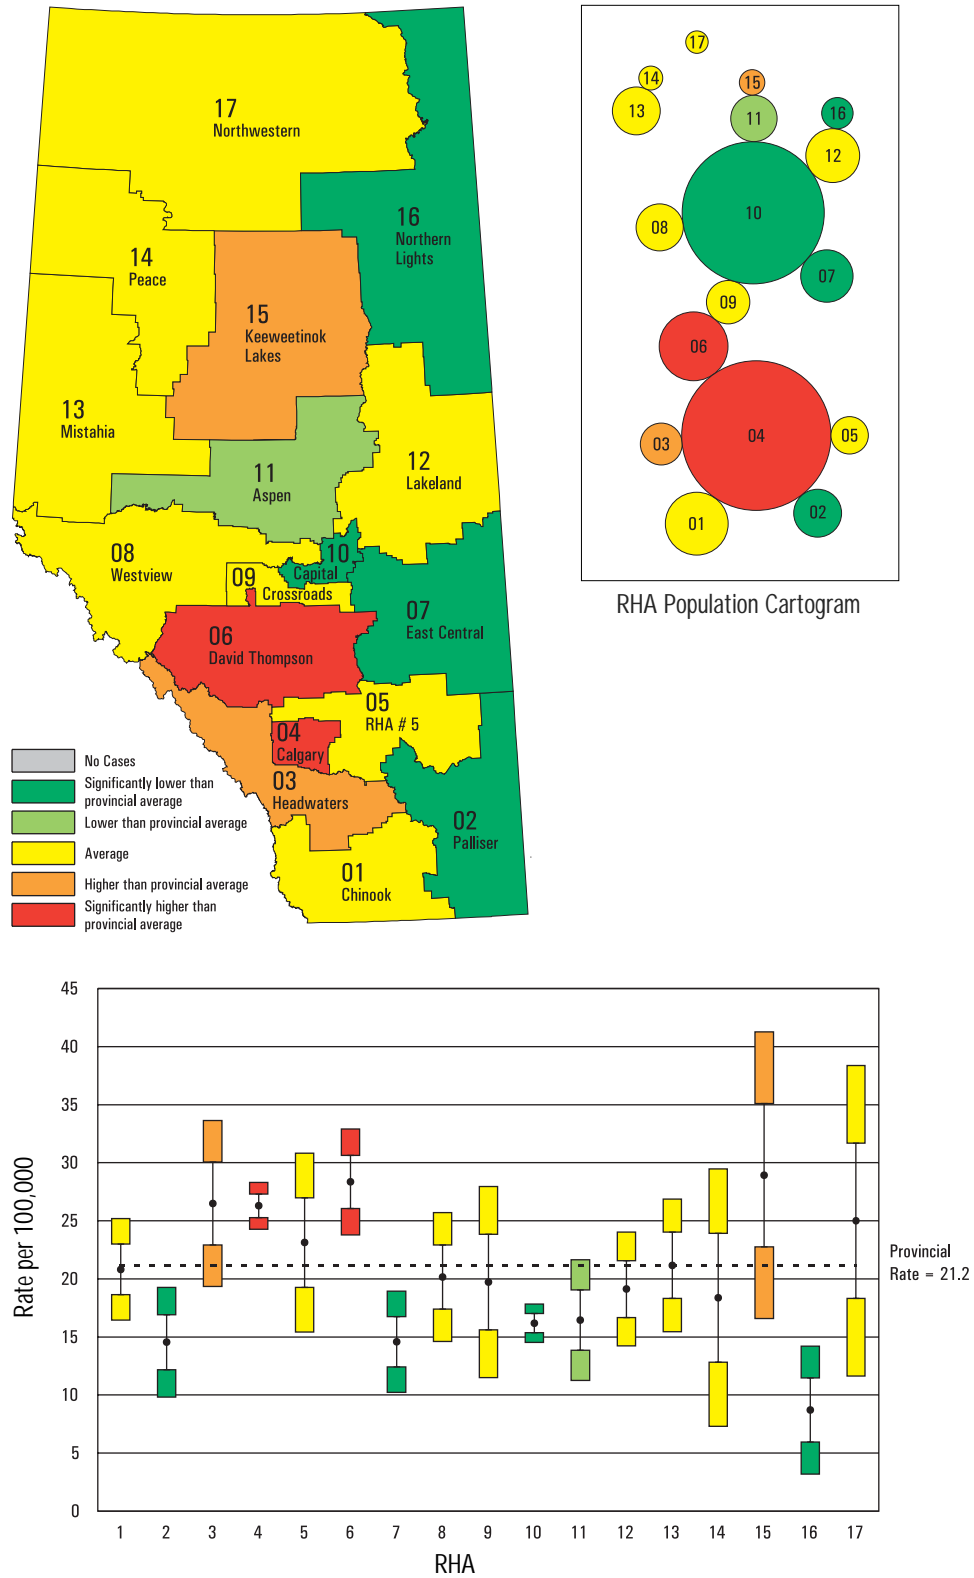 17
Northwestern
16
Northern
Lights
14
Peace
15
Keeweetinok
Lakes
13
Mistahia
12
Lakeland
11
Aspen
08
Westview
10
Capital
09
Crossroads
07
East Central
06
David Thompson
05
RHA # 5
04
Calgary
03
Headwaters
02
Palliser
01
Chinook
No Cases
Significantly lower than
provincial average
Lower than provincial average
Average
Higher than provincial average
Significantly higher than
provincial average
17
14
15
13
11
16
12
10
08
07
09
06
04
03
05
01
02
RHA Population Cartogram
Rate per 100,000
45
40
35
30
25
20
15
10
5
0
Provincial
Rate = 21.2
1 2 3 4 5 6 7 8 9 10 11 12 13 14 15 16 17
RHA